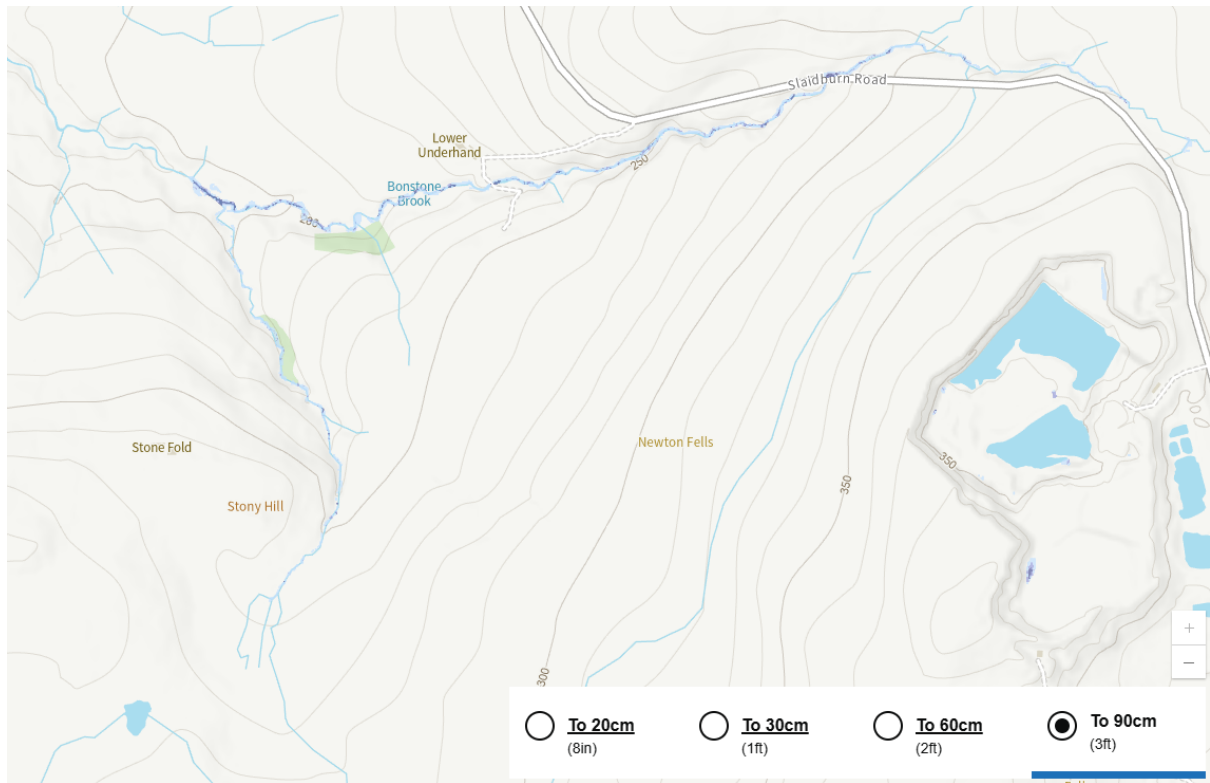 Slaidburn Road
Lower
Underhand
250
Bonstone
Brook
200
Newton Fells
Stone Fold
350
350
Stony Hill
300
+
−
To 20cm
(8in)
To 30cm
(1ft)
To 60cm
(2ft)
To 90cm
(3ft)